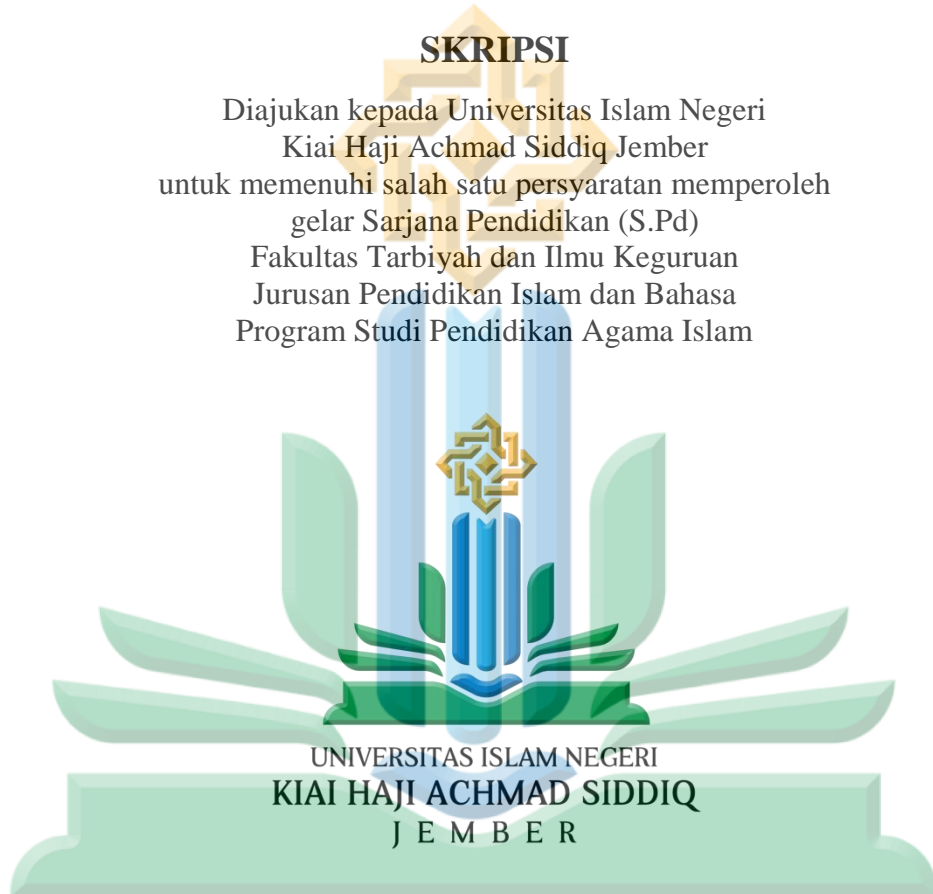 SKRIPSI
Diajukan kepada Universitas Islam Negeri
Kiai Haji Achmad Siddiq Jember
untuk memenuhi salah satu persyaratan memperoleh
gelar Sarjana Pendidikan (S.Pd)
Fakultas Tarbiyah dan Ilmu Keguruan
Jurusan Pendidikan Islam dan Bahasa
Program Studi Pendidikan Agama Islam
UNIVERSITAS ISLAM NEGERI
KIAI HAJI ACHMAD SIDDIQ
J E M B E R